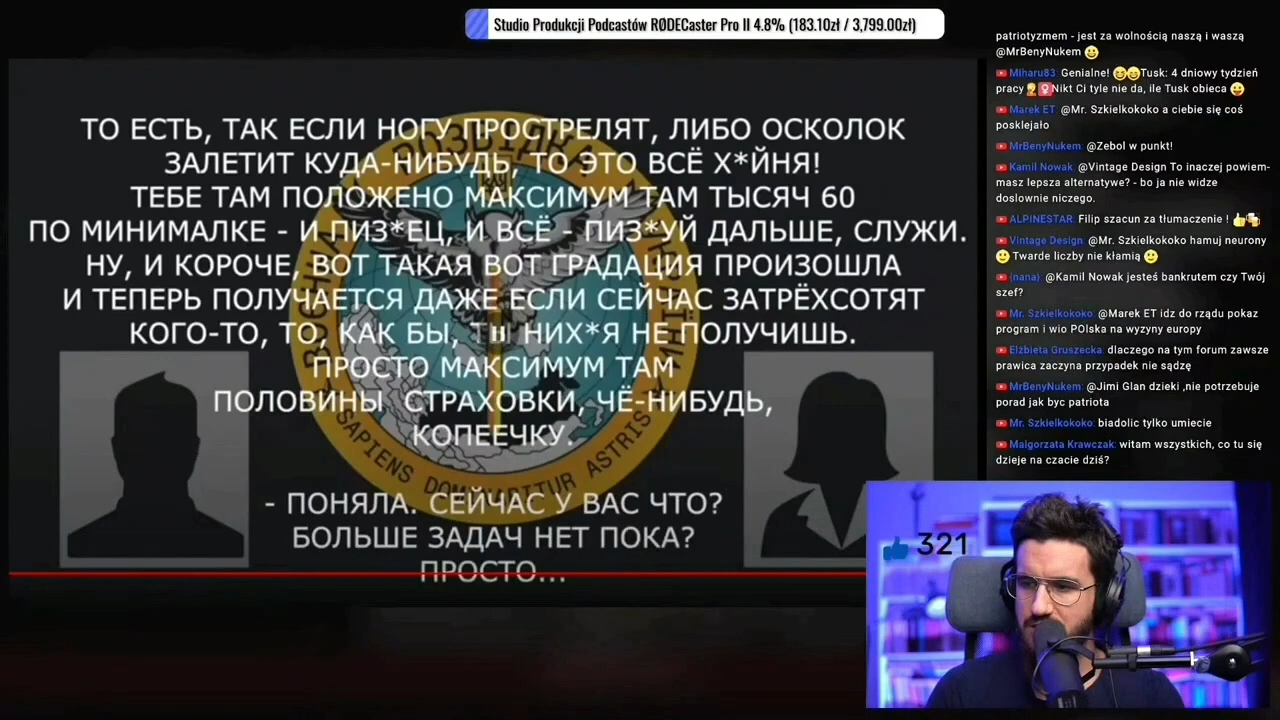 Studio Produkcji Podcastów RØDECaster Pro II 4.8% (183.10zł / 3,799.00zł)
ТО ЕСТЬ, ТАК ЕСЛИ НОГУ ПРОСТРЕЛЯТ, ЛИБО ОСКОЛОК
ЗАЛЕТИТ КУДА-НИБУДЬ, ТО ЭТО ВСЁ Х*ЙНЯ!
ТЕБЕ ТАМ ПОЛОЖЕНО МАКСИМУМ ТАМ ТЫСЯЧ 60
ПО МИНИМАЛКЕ - И ПИЗ*ЕЦ, И ВСЁ - ПИЗ*УЙ ДАЛЬШЕ, СЛУЖИ.
НУ, И КОРОЧЕ, ВОТ ТАКАЯ ВОТ ГРАДАЦИЯ ПРОИЗОШЛА
И ТЕПЕРЬ ПОЛУЧАЕТСЯ ДАЖЕ ЕСЛИ СЕЙЧАС ЗАТРЁХСОТЯТ
КОГО-ТО, ТО, КАК БЫ, ТЫ НИХ*Я НЕ ПОЛУЧИШЬ.
ПРОСТО МАКСИМУМ ТАМ
ПОЛОВИНЫ СТРАХОВКИ, ЧЁ-НИБУДЬ,
КОПЕЕЧКУ.
- ПОНЯЛА. СЕЙЧАС У ВАС ЧТО?
БОЛЬШЕ ЗАДАЧ НЕТ ПОКА?
ПРОСТО...
SAPIENS DOMINABITUR ASTRIS
patriotyzmem - jest za wolnością naszą i waszą
@MrBenyNukem
Miharu83: Genialne! Tusk: 4 dniowy tydzień
pracy Nikt Ci tyle nie da, ile Tusk obieca
Marek ET: @Mr. Szkielkokoko a ciebie się coś
posklejało
MrBenyNukem: @Zebol w punkt!
Kamil Nowak: @Vintage Design To inaczej powiem-
masz lepsza alternatywe? - bo ja nie widze
doslownie niczego.
ALPINESTAR: Filip szacun za tłumaczenie !
Vintage Design: @Mr. Szkielkokoko hamuj neurony
Twarde liczby nie kłamią
{nana}: @Kamil Nowak jesteś bankrutem czy Twój
szef?
Mr. Szkielkokoko: @Marek ET idz do rządu pokaz
program i wio POlska na wyzyny europy
Elżbieta Gruszecka: dlaczego na tym forum zawsze
prawica zaczyna przypadek nie sądzę
MrBenyNukem: @Jimi Glan dzieki ,nie potrzebuje
porad jak byc patriota
Mr. Szkielkokoko: biadolic tylko umiecie
Malgorzata Krawczak: witam wszystkich, co tu się
dzieje na czacie dziś?
321